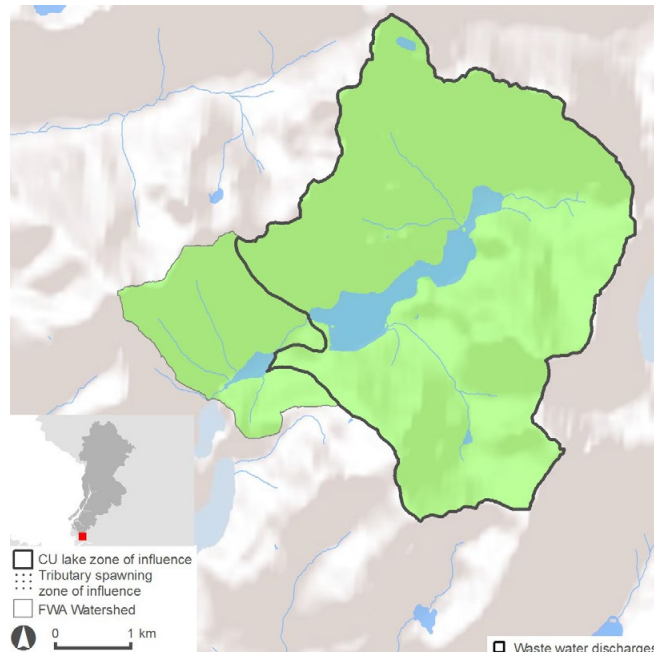 CU lake zone of influence
Tributary spawning
zone of influence
FWA Watershed
0 1 km
Waste water discharges